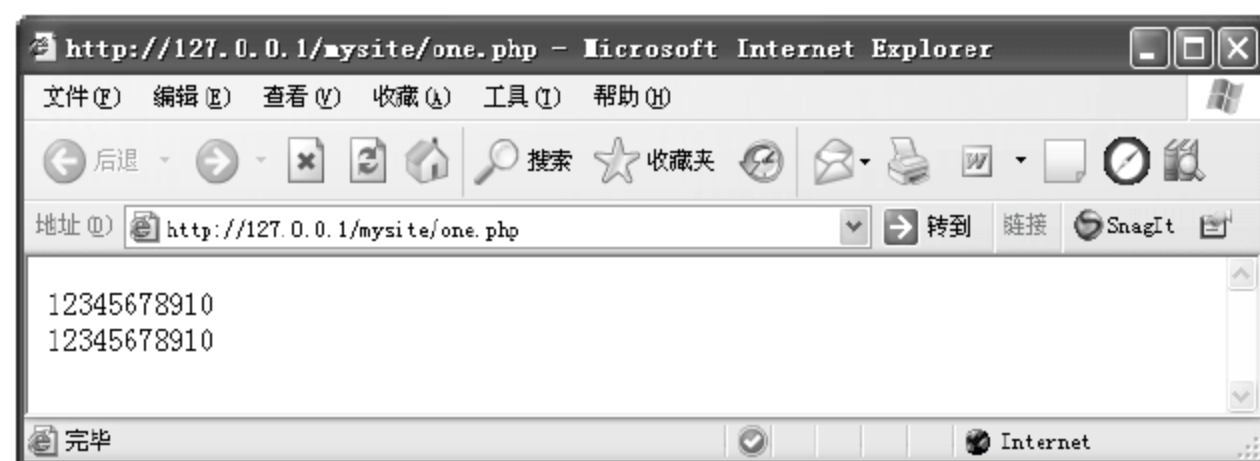 http://127.0.0.1/mysite/one.php - Microsoft Internet Explorer
文件(F) 编辑(E) 查看(V) 收藏(A) 工具(T) 帮助(H)
后退 搜索 收藏夹 W
地址(D) http://127.0.0.1/mysite/one.php 转到 链接 SnagIt
12345678910
12345678910
完毕 Internet